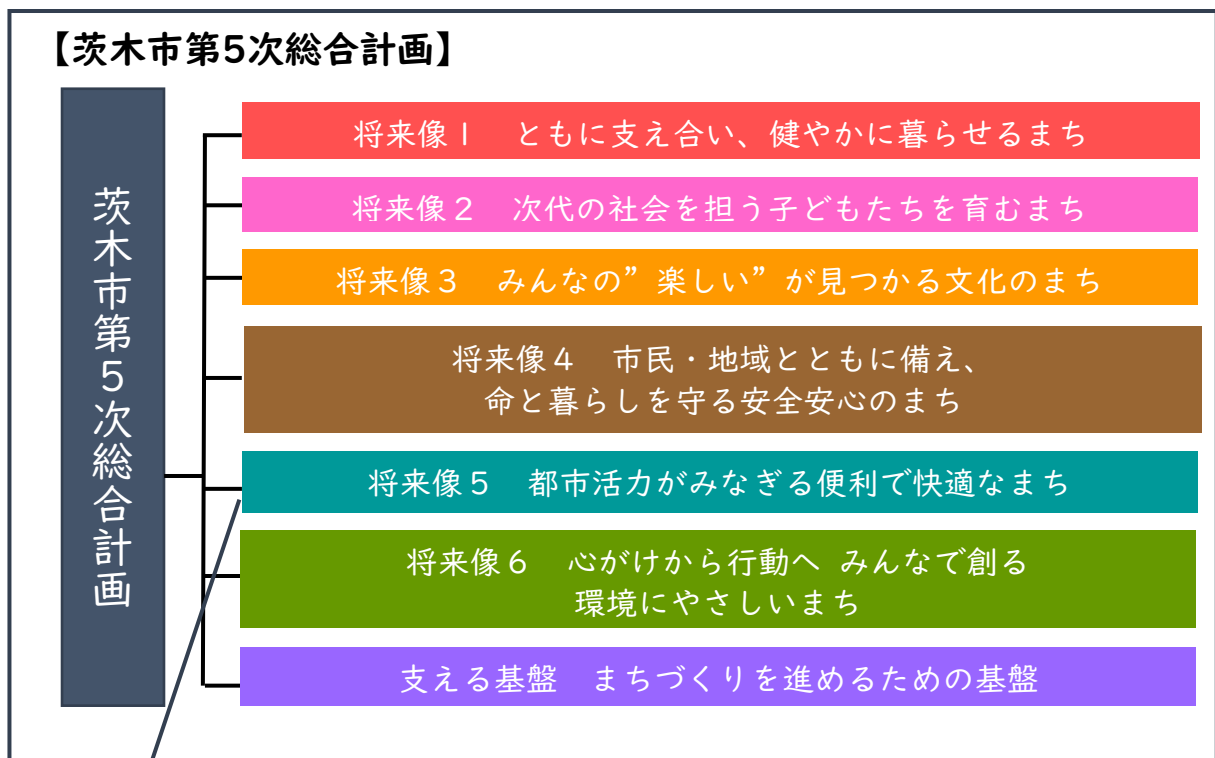 【茨木市第5次総合計画】
茨木市第5次総合計画
将来像1　ともに支え合い、健やかに暮らせるまち
将来像2　次代の社会を担う子どもたちを育むまち
将来像3　みんなの”楽しい”が見つかる文化のまち
将来像4　市民・地域とともに備え、
命と暮らしを守る安全安心のまち
将来像5　都市活力がみなぎる便利で快適なまち
将来像6　心がけから行動へ みんなで創る
環境にやさしいまち
支える基盤　まちづくりを進めるための基盤